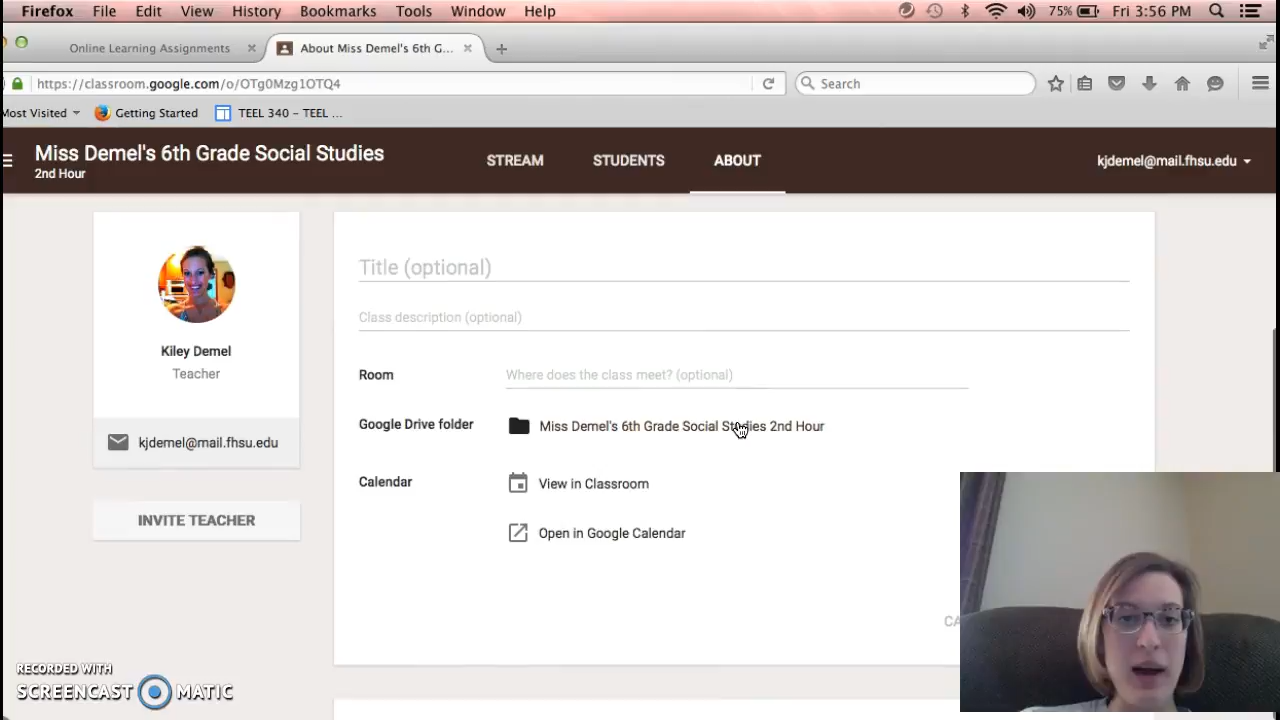 Firefox File Edit View History Bookmarks Tools Window Help 75% Fri 3:56 PM
Online Learning Assignments About Miss Demel's 6th G...
https://classroom.google.com/o/OTg0Mzg1OTQ4 Search
Most Visited Getting Started TEEL 340 – TEEL ...
Miss Demel's 6th Grade Social Studies STREAM STUDENTS ABOUT kjdemel@mail.fhsu.edu
2nd Hour
Title (optional)
Class description (optional)
Kiley Demel
Teacher
Room Where does the class meet? (optional)
Google Drive folder Miss Demel's 6th Grade Social Studies 2nd Hour
kjdemel@mail.fhsu.edu
Calendar View in Classroom
INVITE TEACHER
Open in Google Calendar
RECORDED WITH
SCREENCAST MATIC